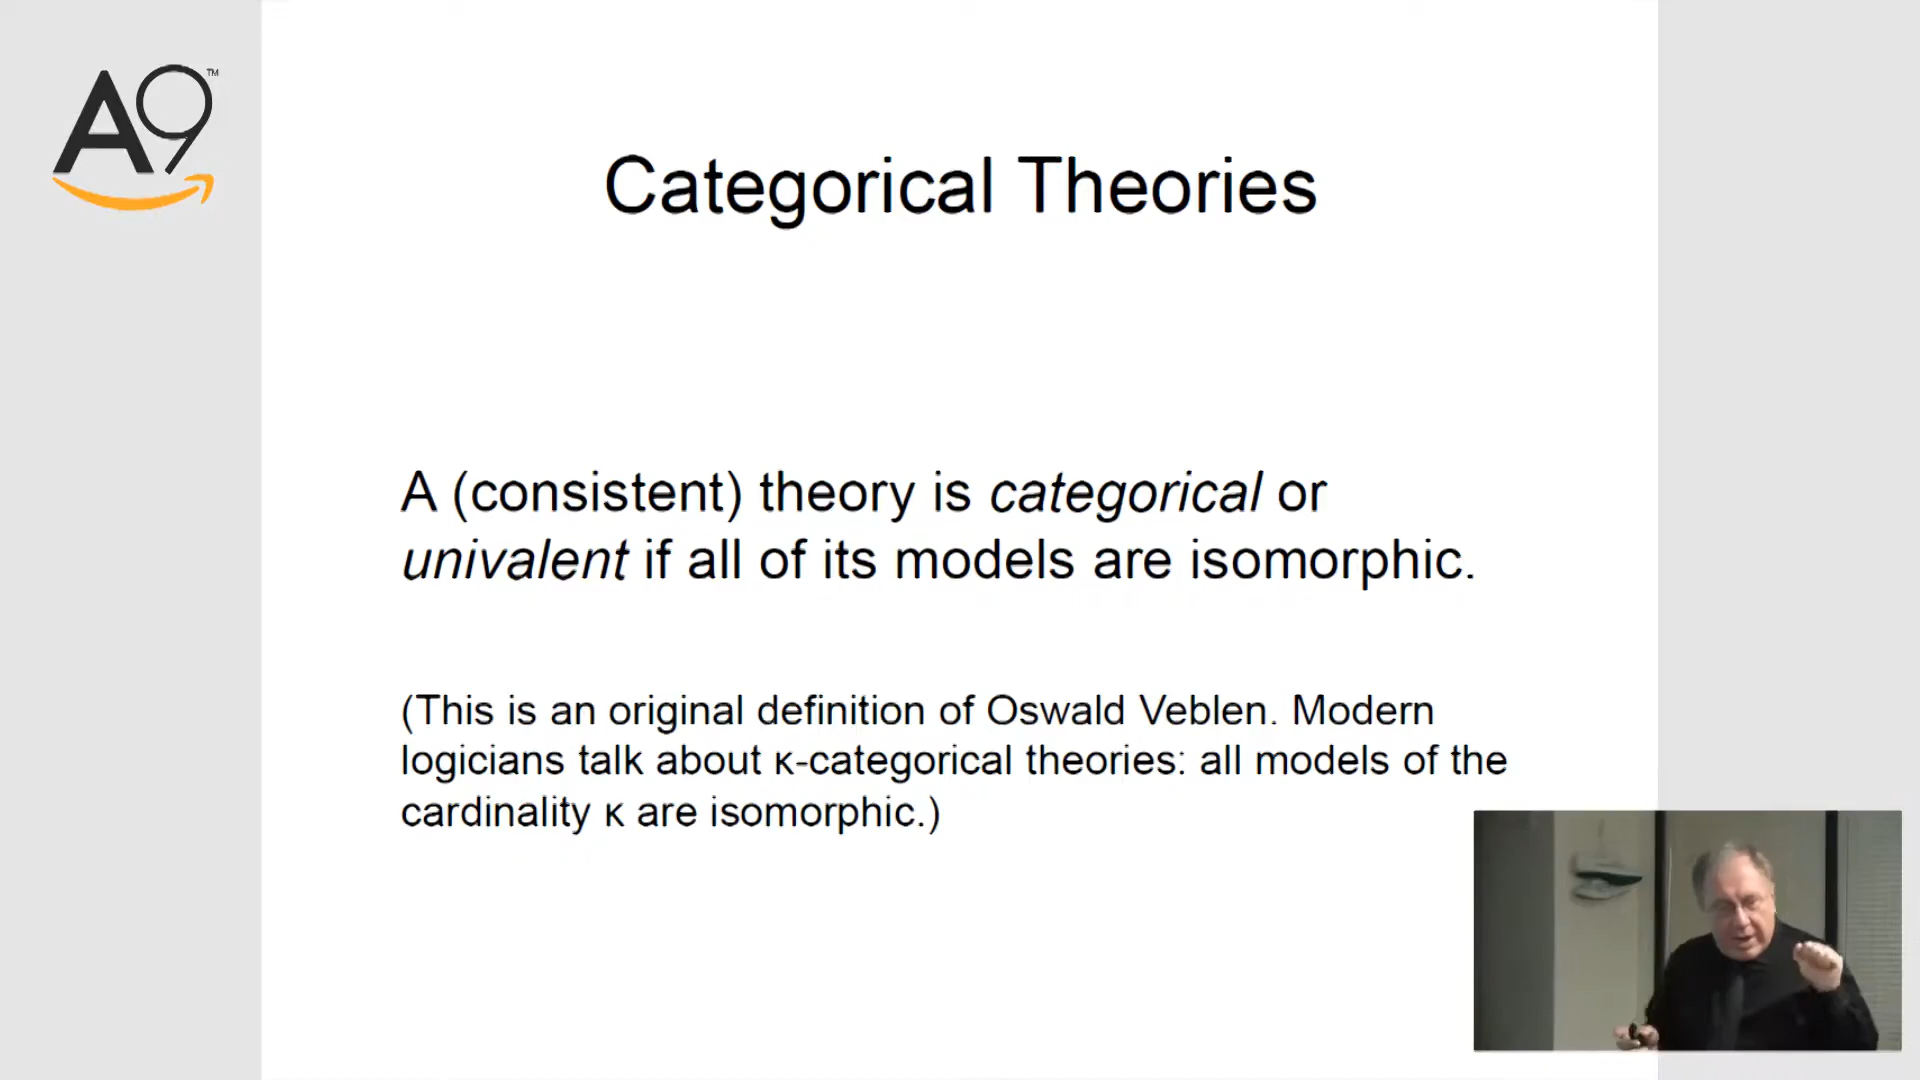 A9™
Categorical Theories
A (consistent) theory is categorical or
univalent if all of its models are isomorphic.
(This is an original definition of Oswald Veblen. Modern
logicians talk about κ-categorical theories: all models of the
cardinality κ are isomorphic.)